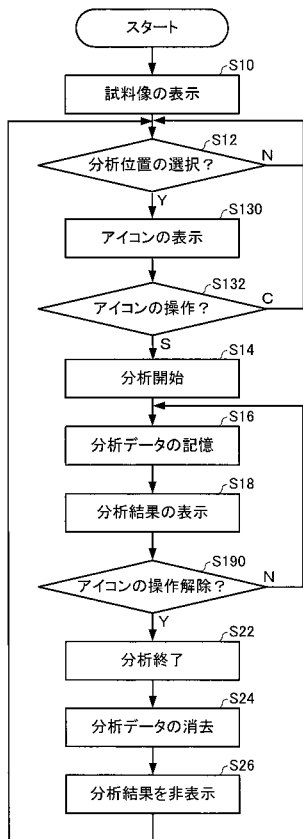 スタート
S10
試料像の表示
S12
分析位置の選択?
N
Y
S130
アイコンの表示
S132
アイコンの操作?
C
S
S14
分析開始
S16
分析データの記憶
S18
分析結果の表示
S190
アイコンの操作解除?
N
Y
S22
分析終了
S24
分析データの消去
S26
分析結果を非表示